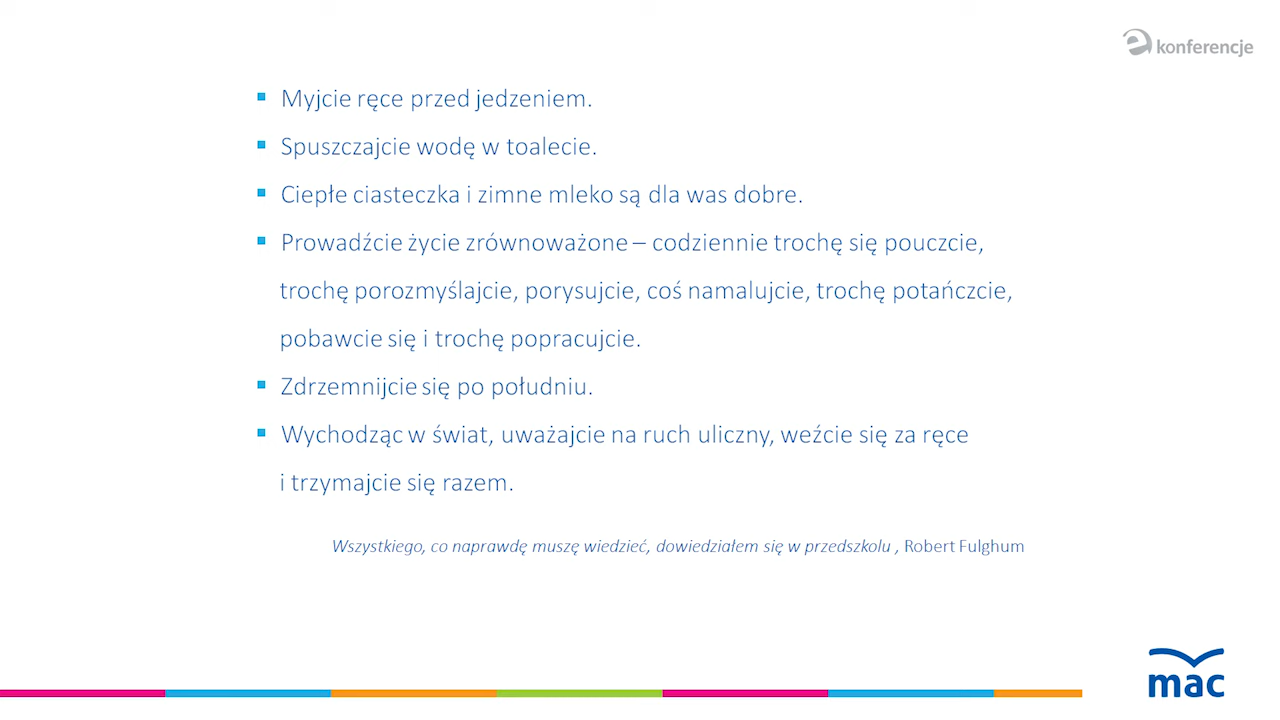 e konferencje
▪ Myjcie ręce przed jedzeniem.
▪ Spuszczajcie wodę w toalecie.
▪ Ciepłe ciasteczka i zimne mleko są dla was dobre.
▪ Prowadźcie życie zrównoważone – codziennie trochę się pouczcie,
trochę porozmyślajcie, porysujcie, coś namalujcie, trochę potańczcie,
pobawcie się i trochę popracujcie.
▪ Zdrzemnijcie się po południu.
▪ Wychodząc w świat, uważajcie na ruch uliczny, weźcie się za ręce
i trzymajcie się razem.
Wszystkiego, co naprawdę muszę wiedzieć, dowiedziałem się w przedszkolu , Robert Fulghum
mac